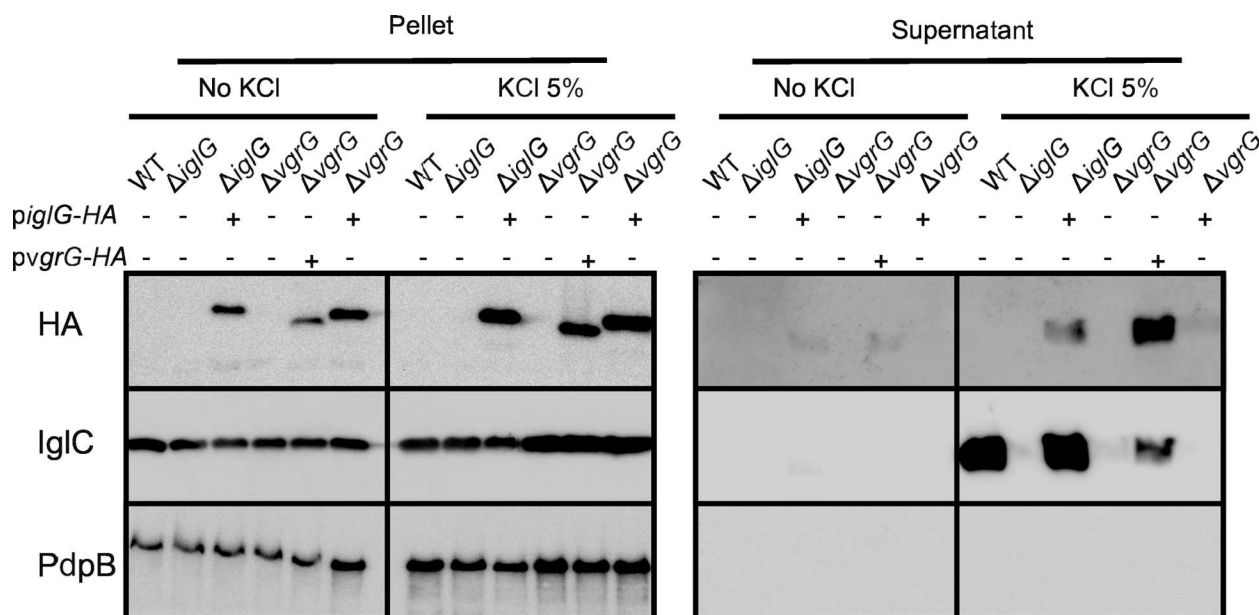 Pellet Supernatant
No KCl KCl 5% No KCl KCl 5%
WT ΔiglG ΔiglG ΔvgrG ΔvgrG ΔvgrG WT ΔiglG ΔiglG ΔvgrG ΔvgrG ΔvgrG WT ΔiglG ΔiglG ΔvgrG ΔvgrG ΔvgrG WT ΔiglG ΔiglG ΔvgrG ΔvgrG ΔvgrG
piglG-HA - - + - - + - - + - - + - - + - - + - - + - - +
pvgrG-HA - - - - + - - - - - + - - - - - + - - - - - + -
HA
IglC
PdpB